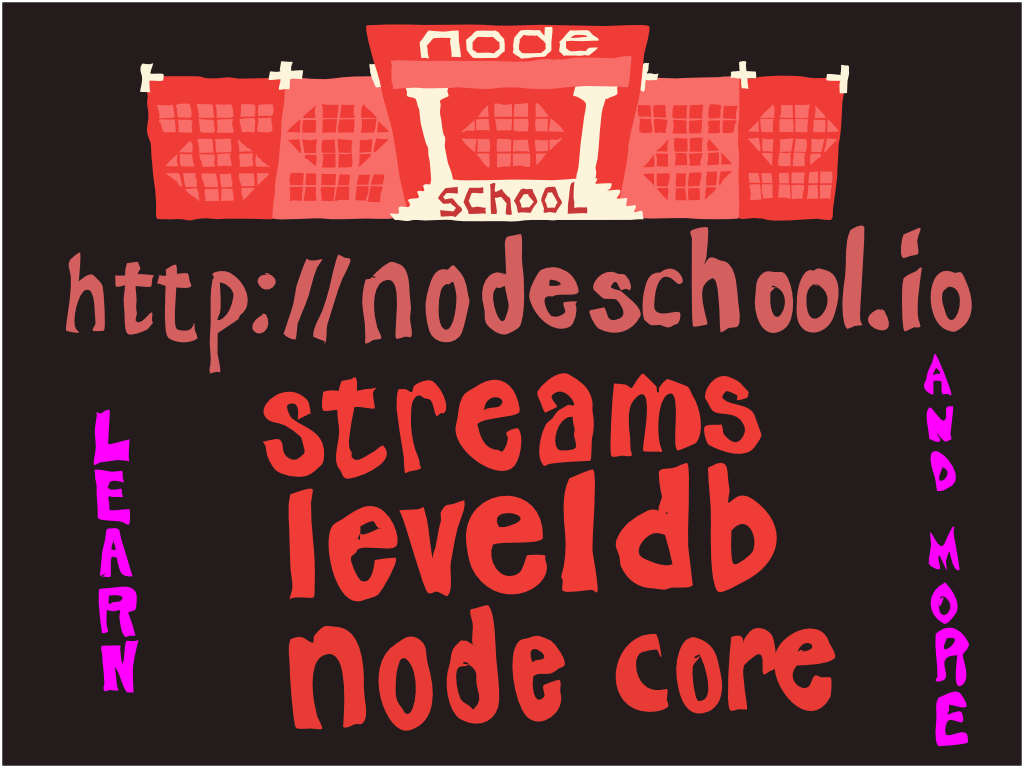 node
school
http://nodeschool.io
LEARN
streams
leveldb
node core
AND MORE